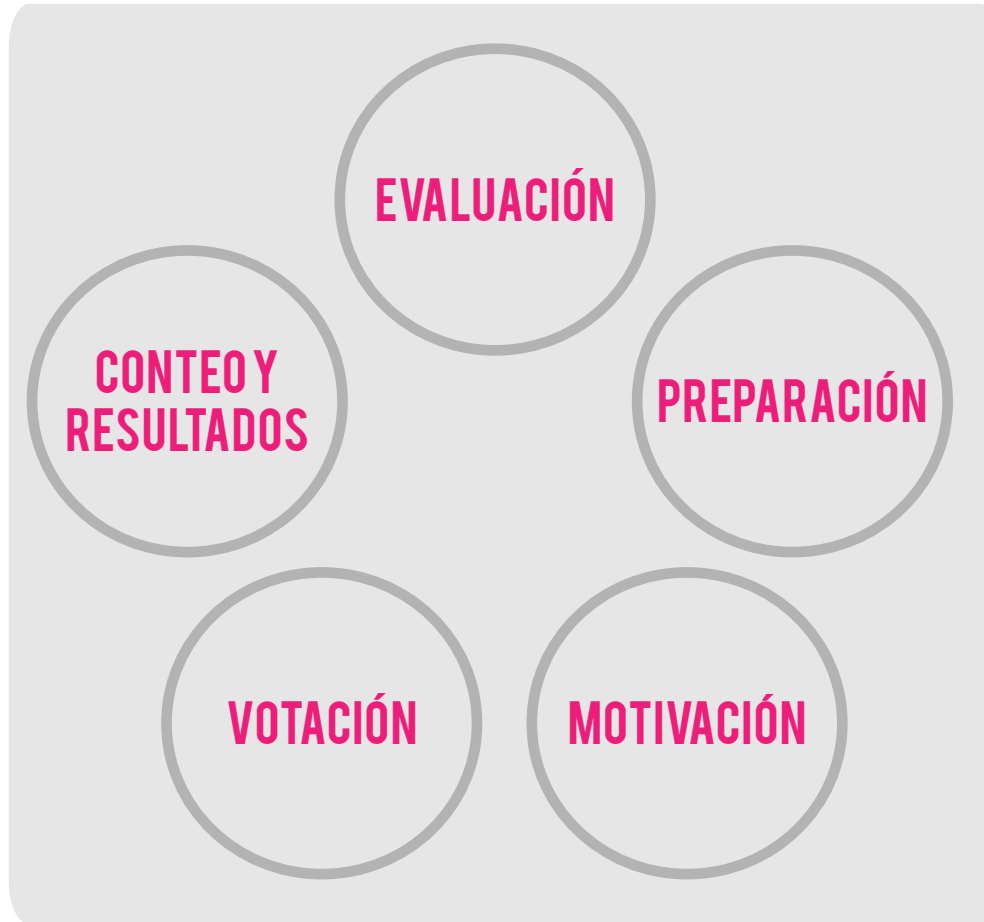 EVALUACIÓN
CONTEO Y
RESULTADOS
PREPARACIÓN
VOTACIÓN
MOTIVACIÓN